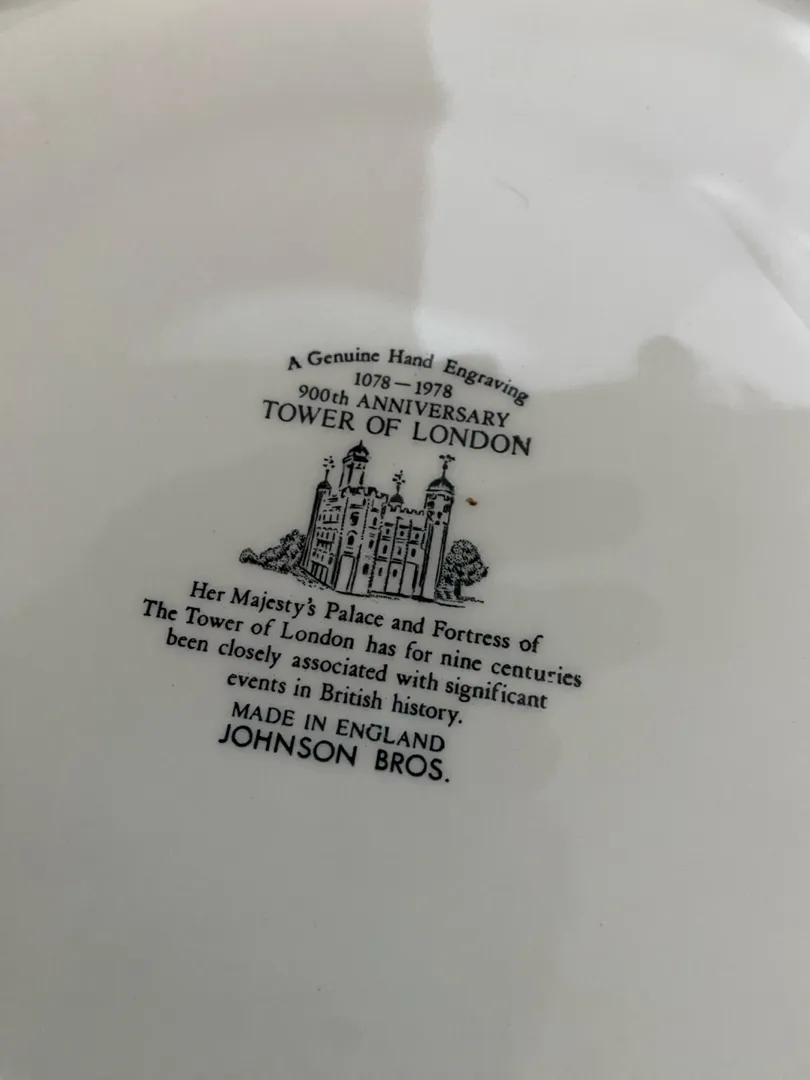 A Genuine Hand Engraving
1078 — 1978
900th ANNIVERSARY
TOWER OF LONDON
Her Majesty's Palace and Fortress of
The Tower of London has for nine centuries
been closely associated with significant
events in British history.
MADE IN ENGLAND
JOHNSON BROS.